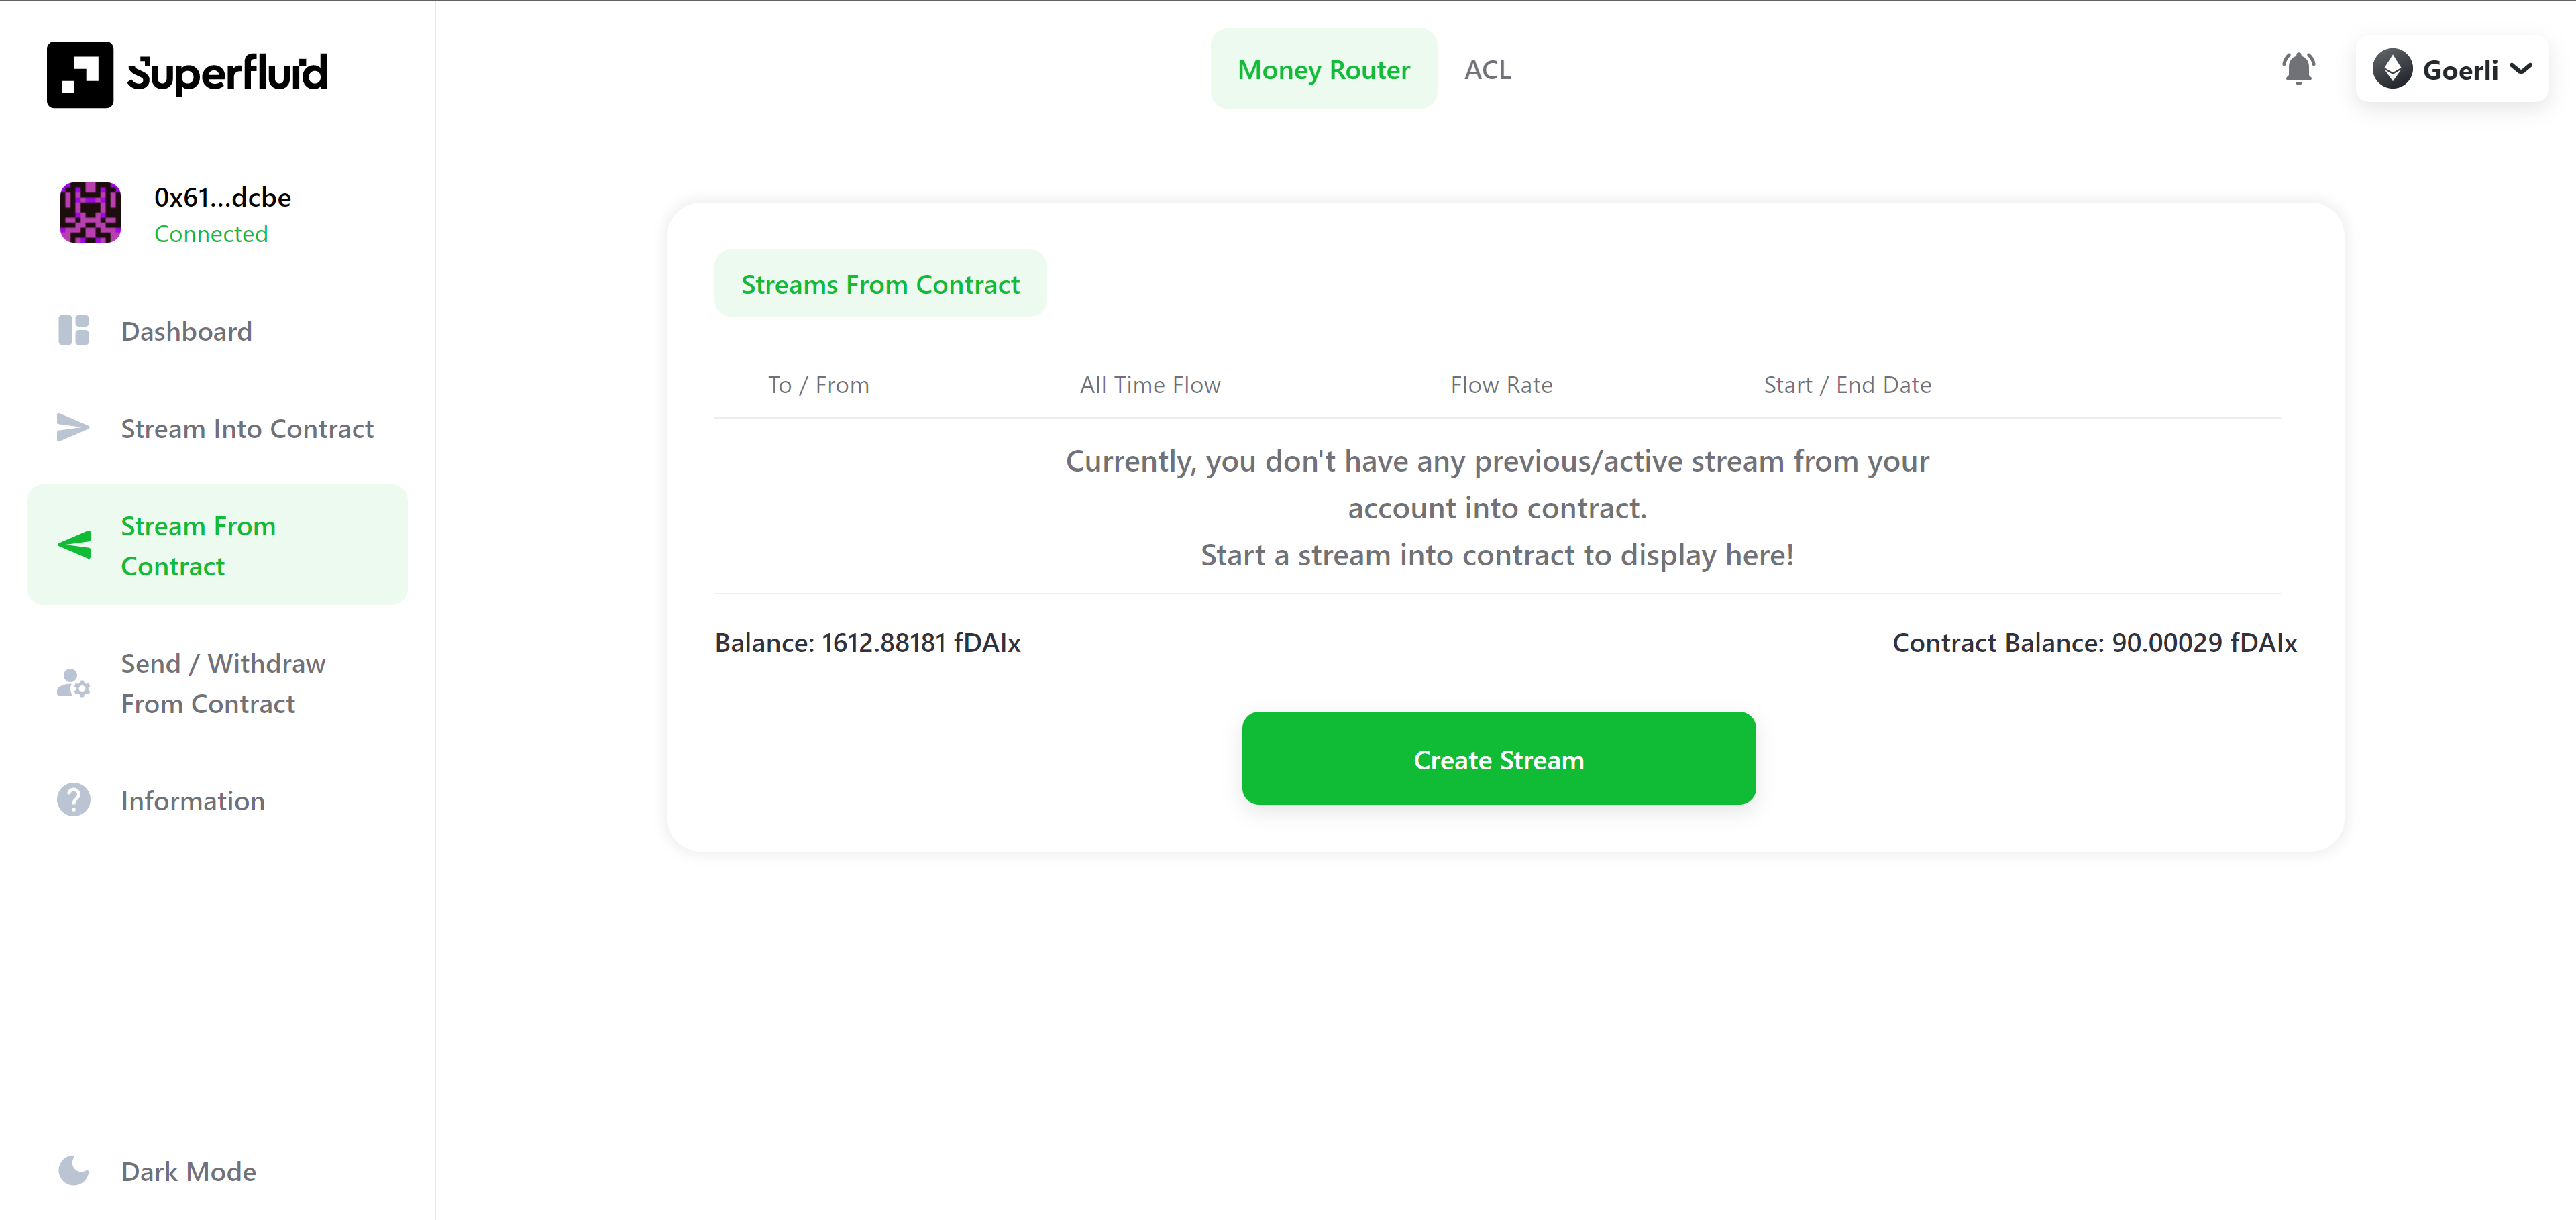 Superfluid
Money Router
ACL
Goerli
0x61...dcbe
Connected
Dashboard
Stream Into Contract
Stream From
Contract
Send / Withdraw
From Contract
Information
Dark Mode
Streams From Contract
To / From
All Time Flow
Flow Rate
Start / End Date
Currently, you don't have any previous/active stream from your
account into contract.
Start a stream into contract to display here!
Balance: 1612.88181 fDAIx
Contract Balance: 90.00029 fDAIx
Create Stream